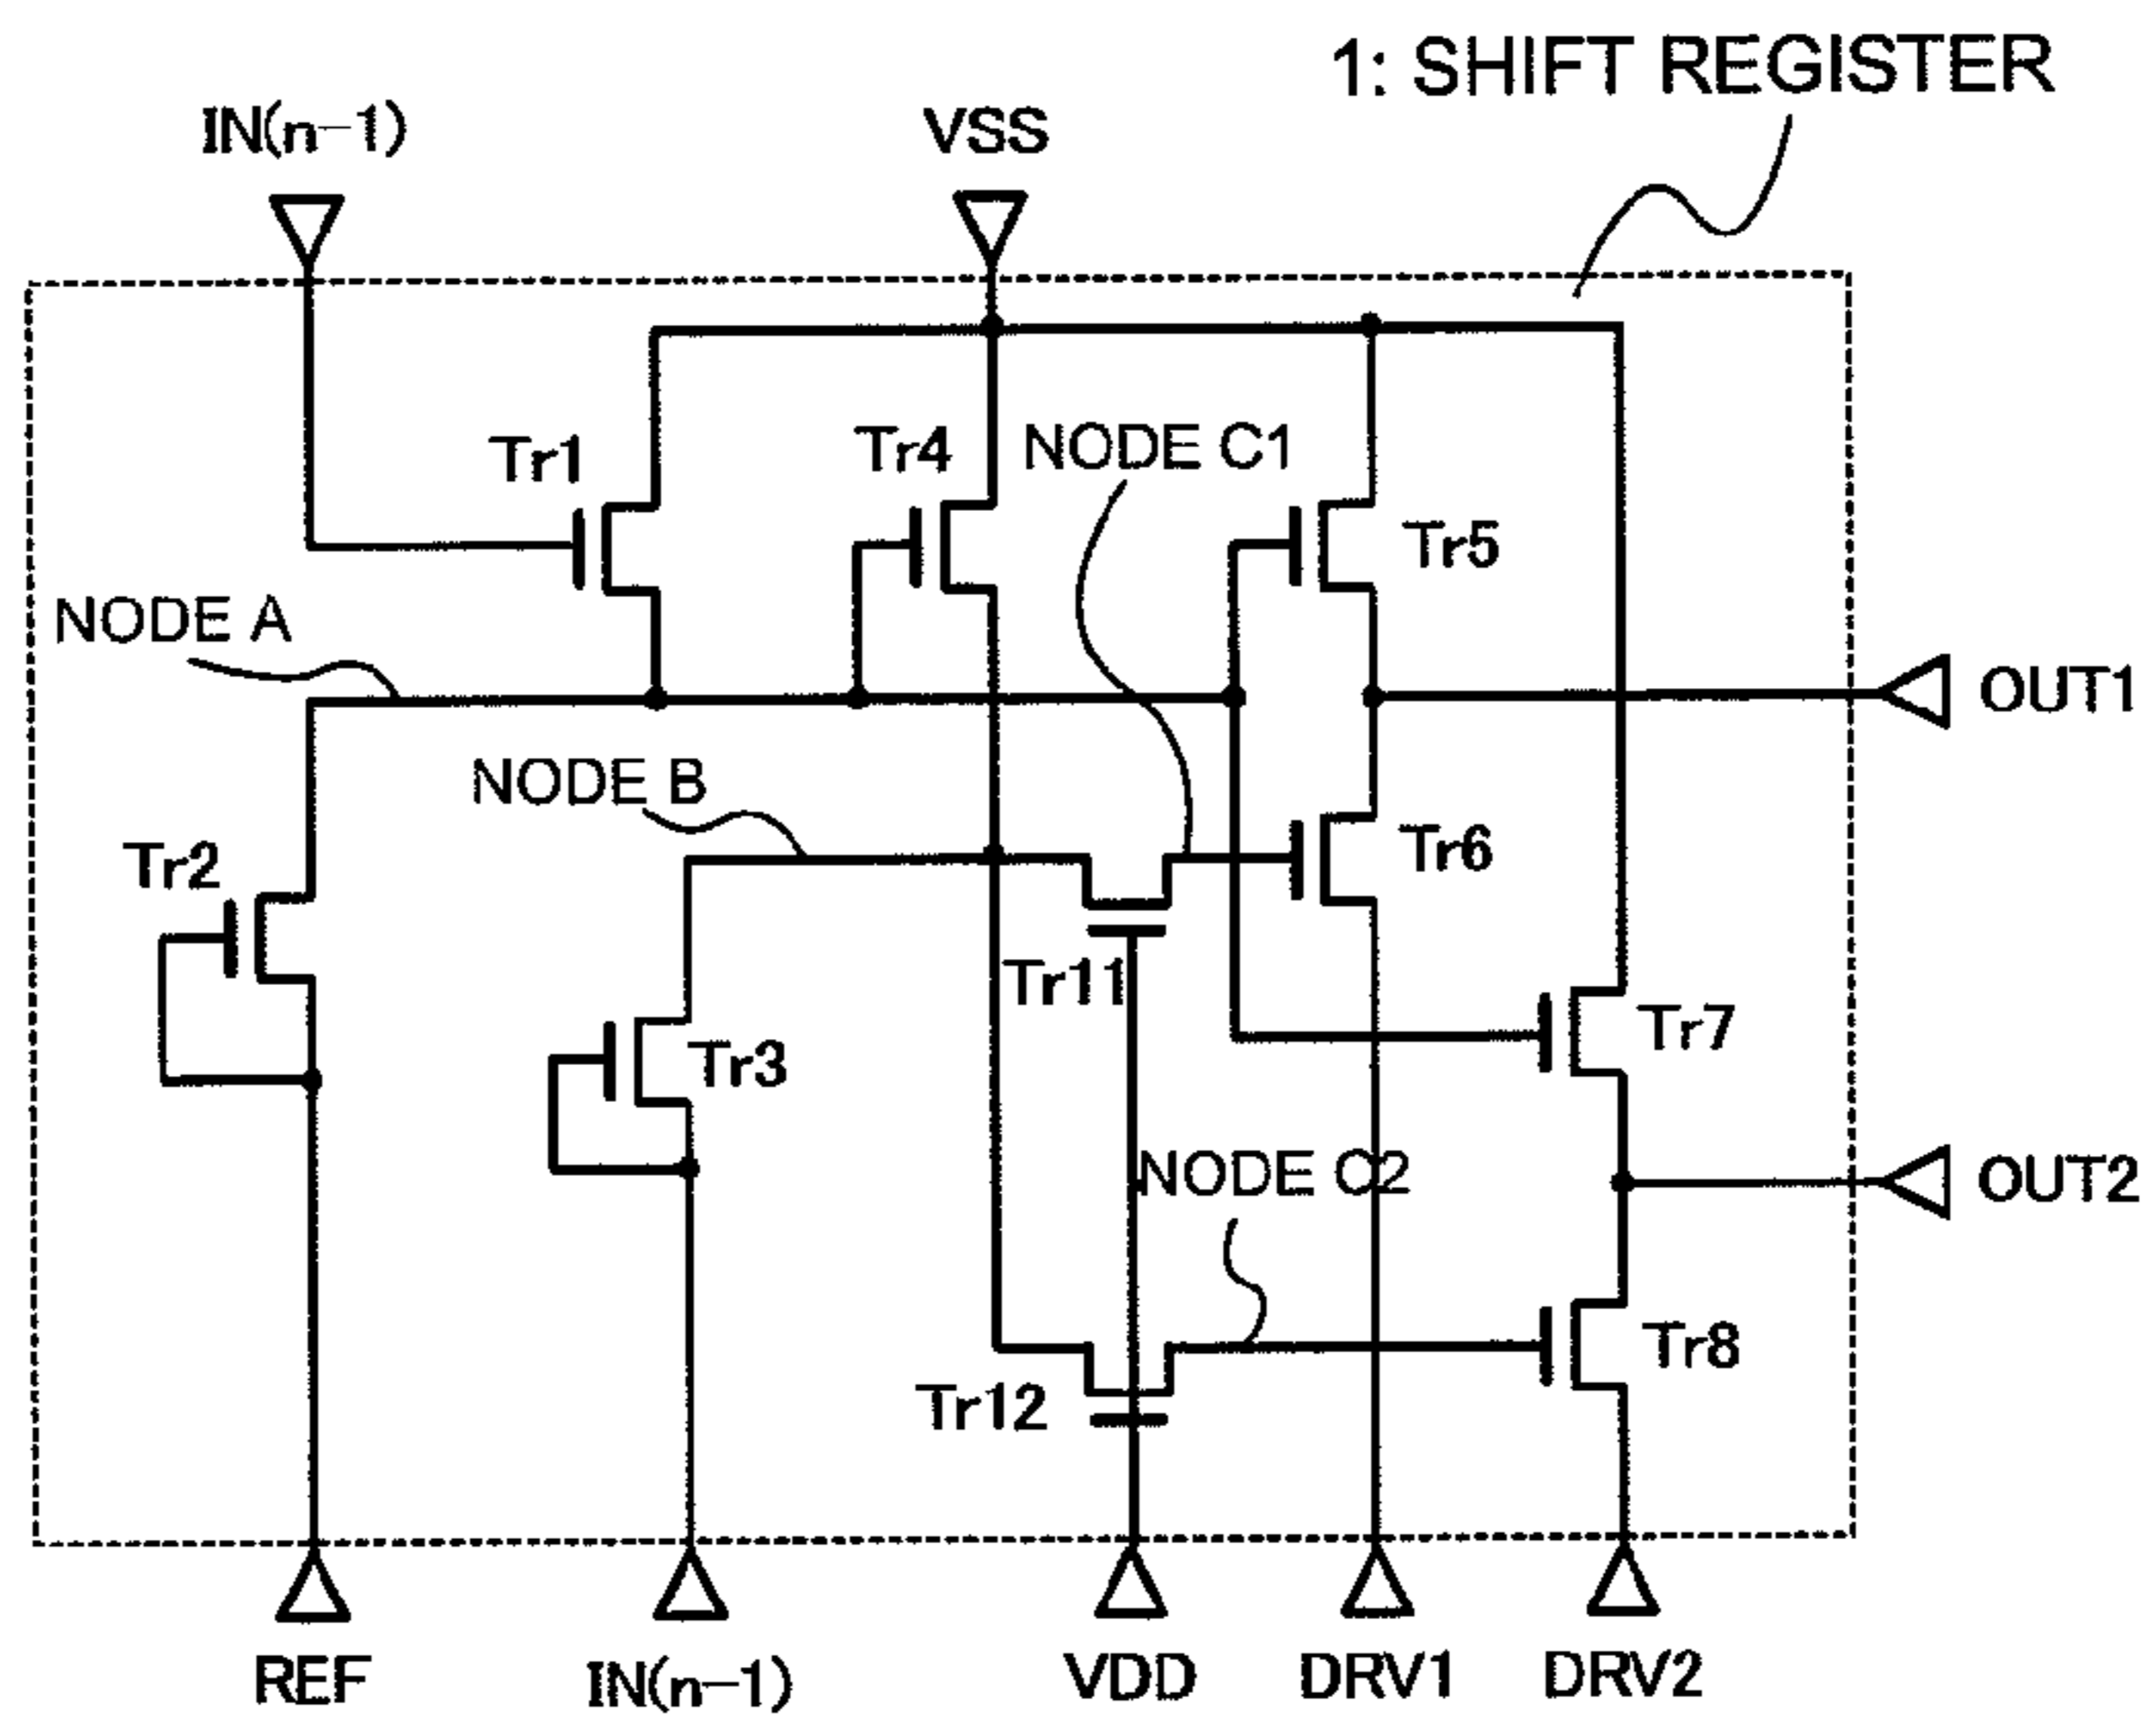 1: SHIFT REGISTER
IN(n-1)
VSS
Tr1
Tr4
NODE C1
Tr5
NODE A
OUT1
NODE B
Tr2
Tr6
Tr11
Tr3
Tr7
NODE C2
OUT2
Tr12
Tr8
REF
IN(n-1)
VDD
DRV1
DRV2